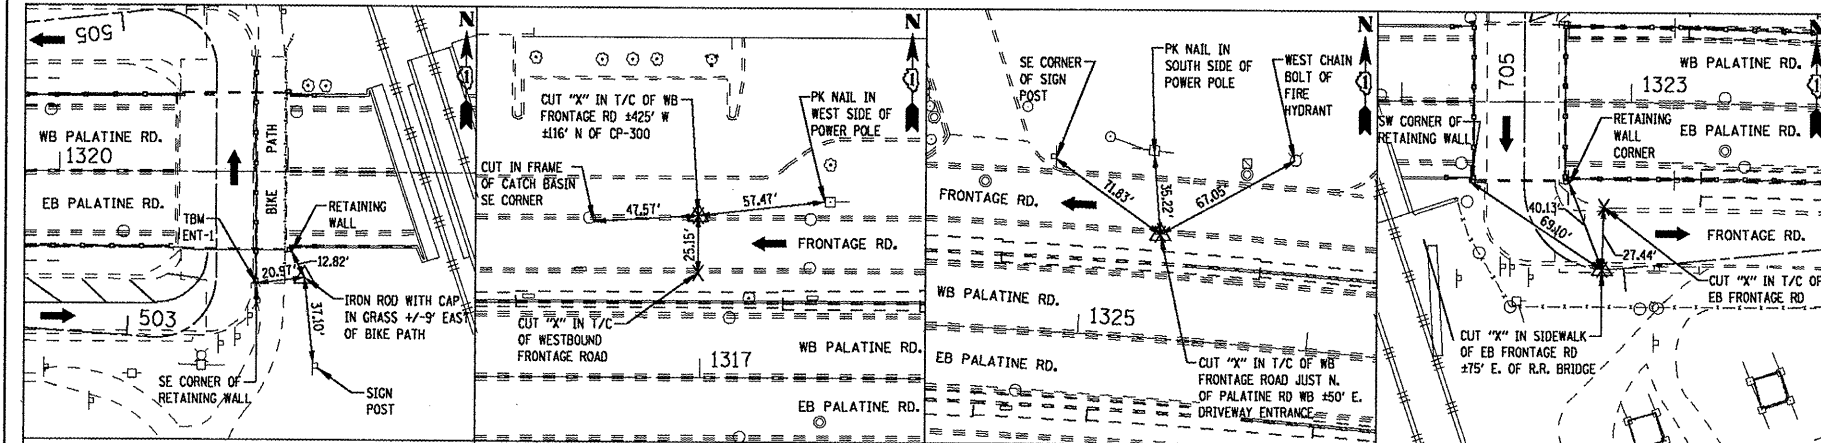 505
N
WB PALATINE RD.
1320
BIKE PATH
EB PALATINE RD.
TBM
ENT-1
RETAINING
WALL
20.97'
12.82'
37.10'
IRON ROD WITH CAP
IN GRASS +/-9' EAST
OF BIKE PATH
503
SE CORNER OF
RETAINING WALL
SIGN
POST
N
CUT "X" IN T/C OF WB
FRONTAGE RD ±425' W
±116' N OF CP-300
PK NAIL IN
WEST SIDE OF
POWER POLE
CUT IN FRAME
OF CATCH BASIN
SE CORNER
47.57'
57.47'
25.15'
FRONTAGE RD.
CUT "X" IN T/C
OF WESTBOUND
FRONTAGE ROAD
1317
WB PALATINE RD.
EB PALATINE RD.
N
SE CORNER
OF SIGN
POST
PK NAIL IN
SOUTH SIDE OF
POWER POLE
WEST CHAIN
BOLT OF
FIRE
HYDRANT
71.83'
35.22'
67.05'
FRONTAGE RD.
WB PALATINE RD.
1325
EB PALATINE RD.
CUT "X" IN T/C OF WB
FRONTAGE ROAD JUST N.
OF PALATINE RD WB ±50' E.
DRIVEWAY ENTRANCE
N
705
WB PALATINE RD.
1323
SW CORNER OF
RETAINING WALL
RETAINING
WALL
CORNER
EB PALATINE RD.
40.13'
69.10'
27.44'
FRONTAGE RD.
CUT "X" IN T/C OF
EB FRONTAGE RD
CUT "X" IN SIDEWALK
OF EB FRONTAGE RD
±75' E. OF R.R. BRIDGE